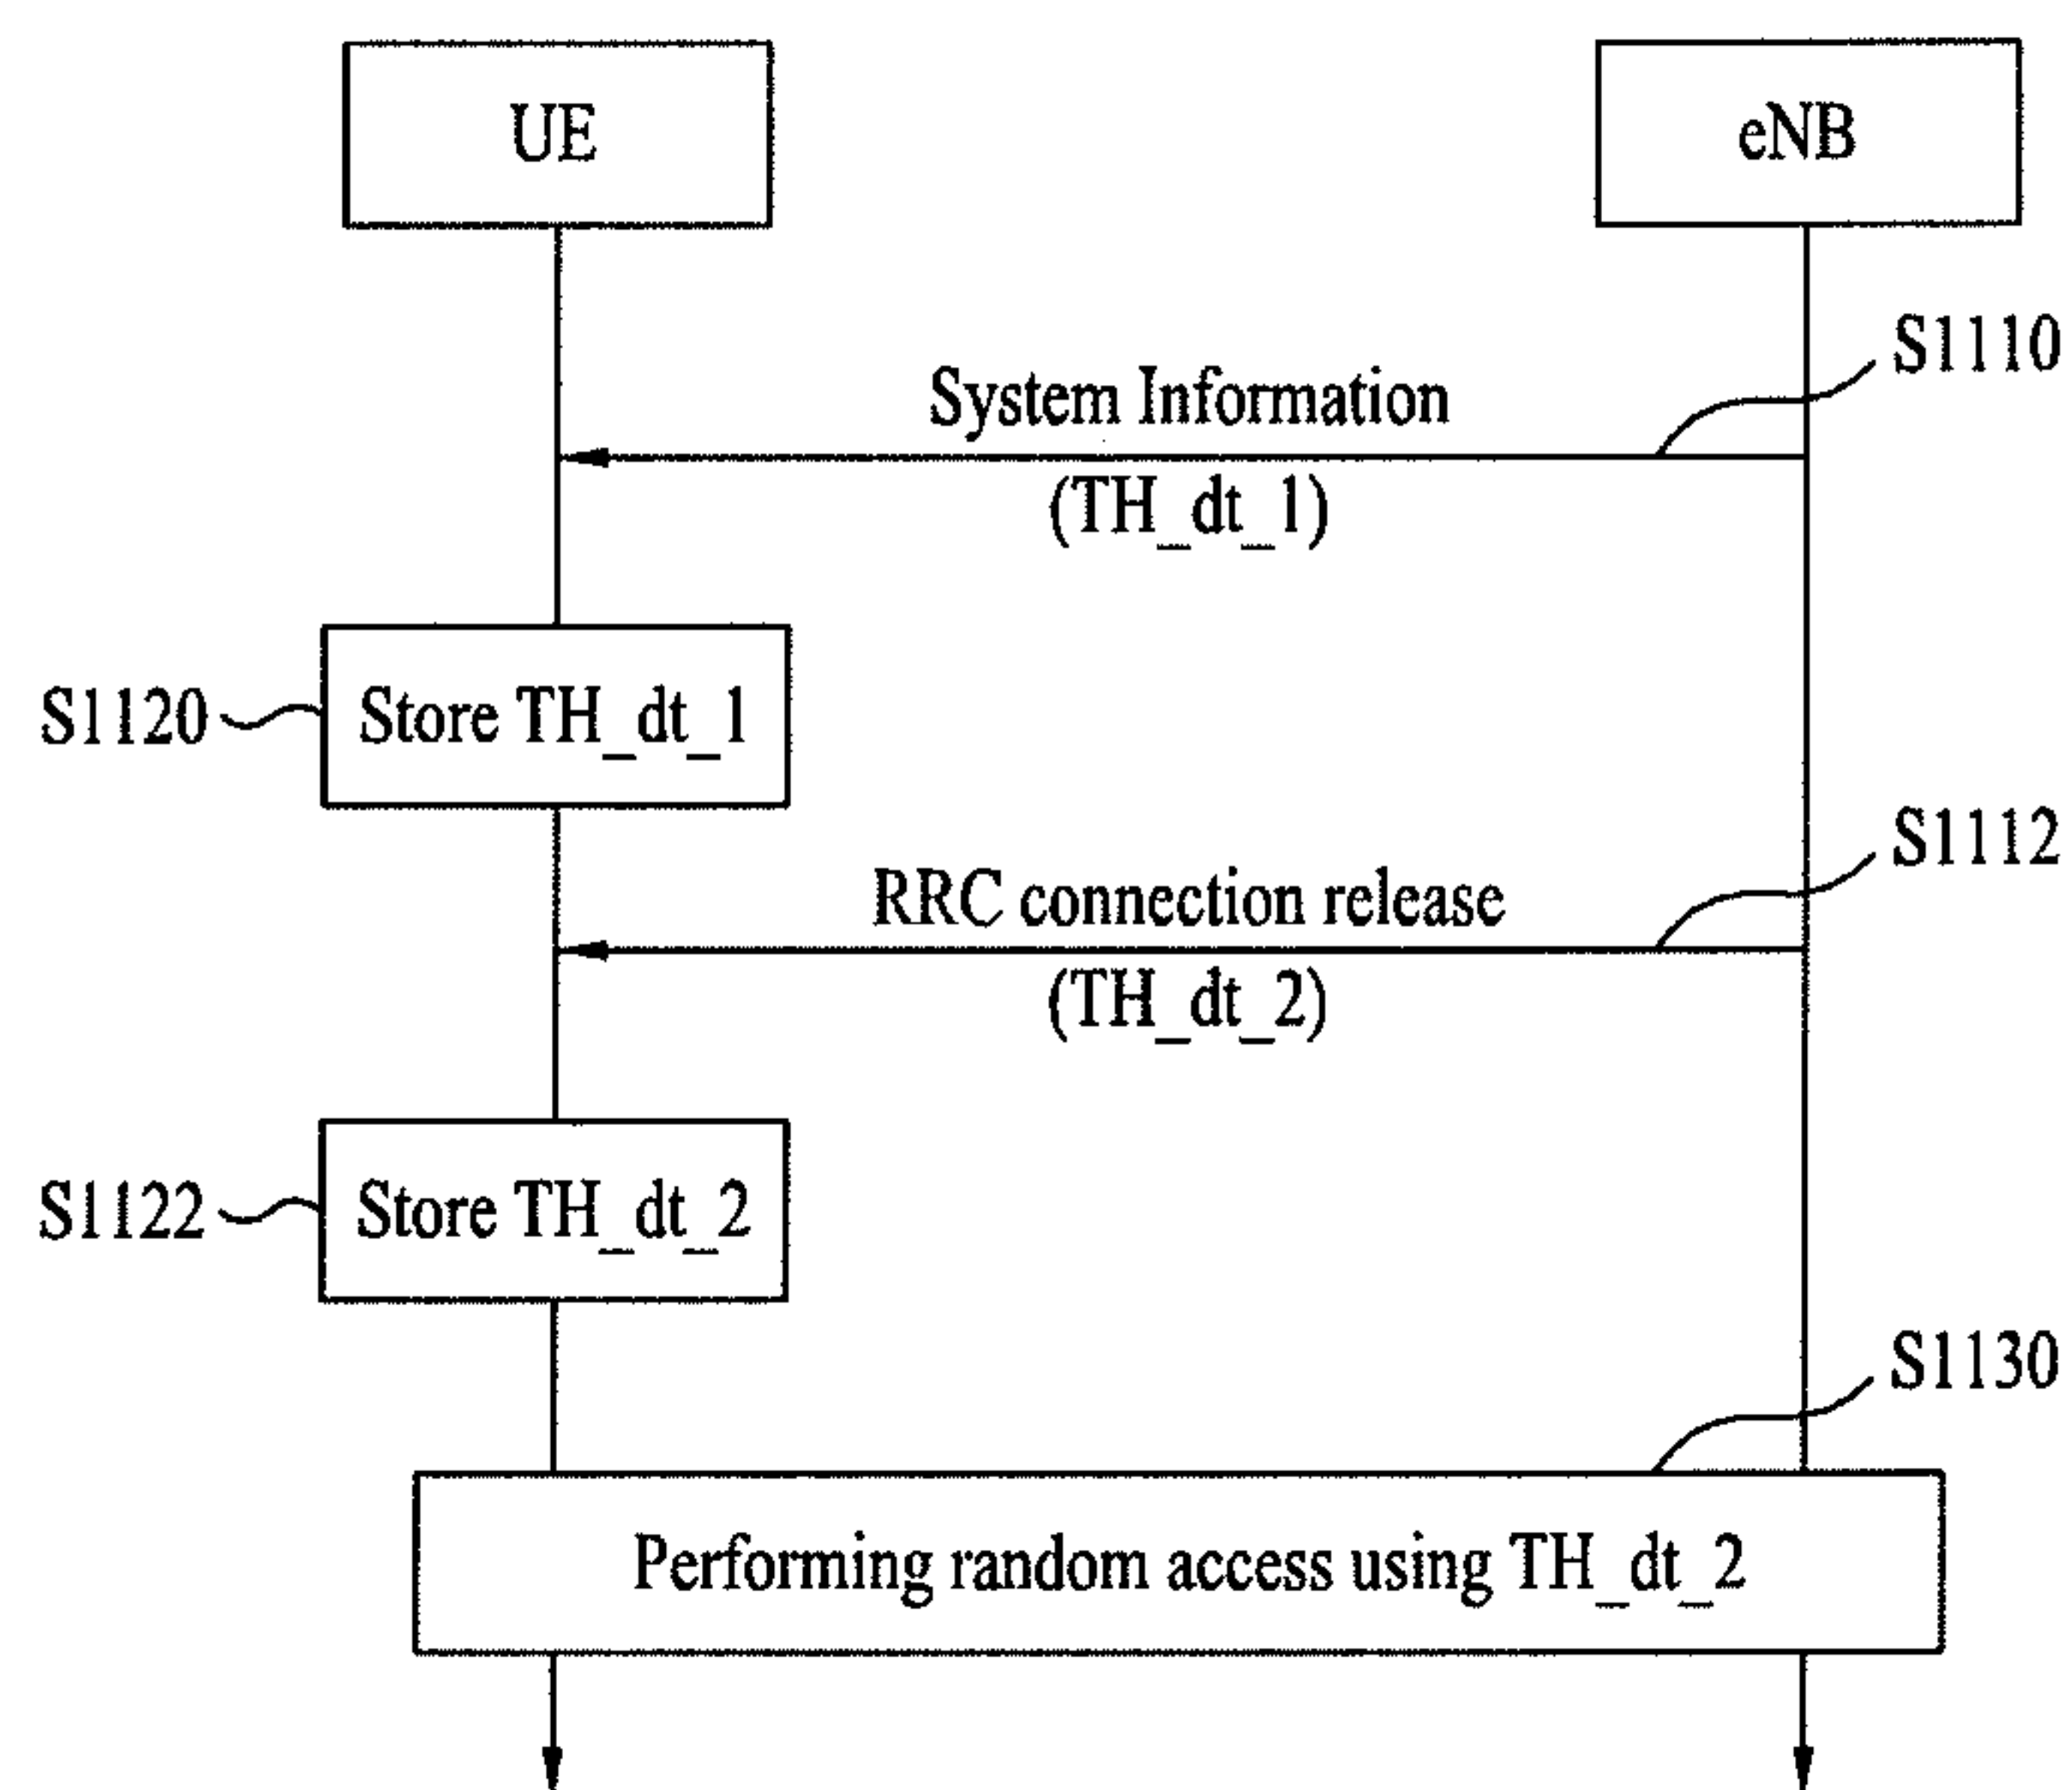 UE
eNB
S1110
System Information
(TH_dt_1)
S1120
Store TH_dt_1
S1112
RRC connection release
(TH_dt_2)
S1122
Store TH_dt_2
S1130
Performing random access using TH_dt_2